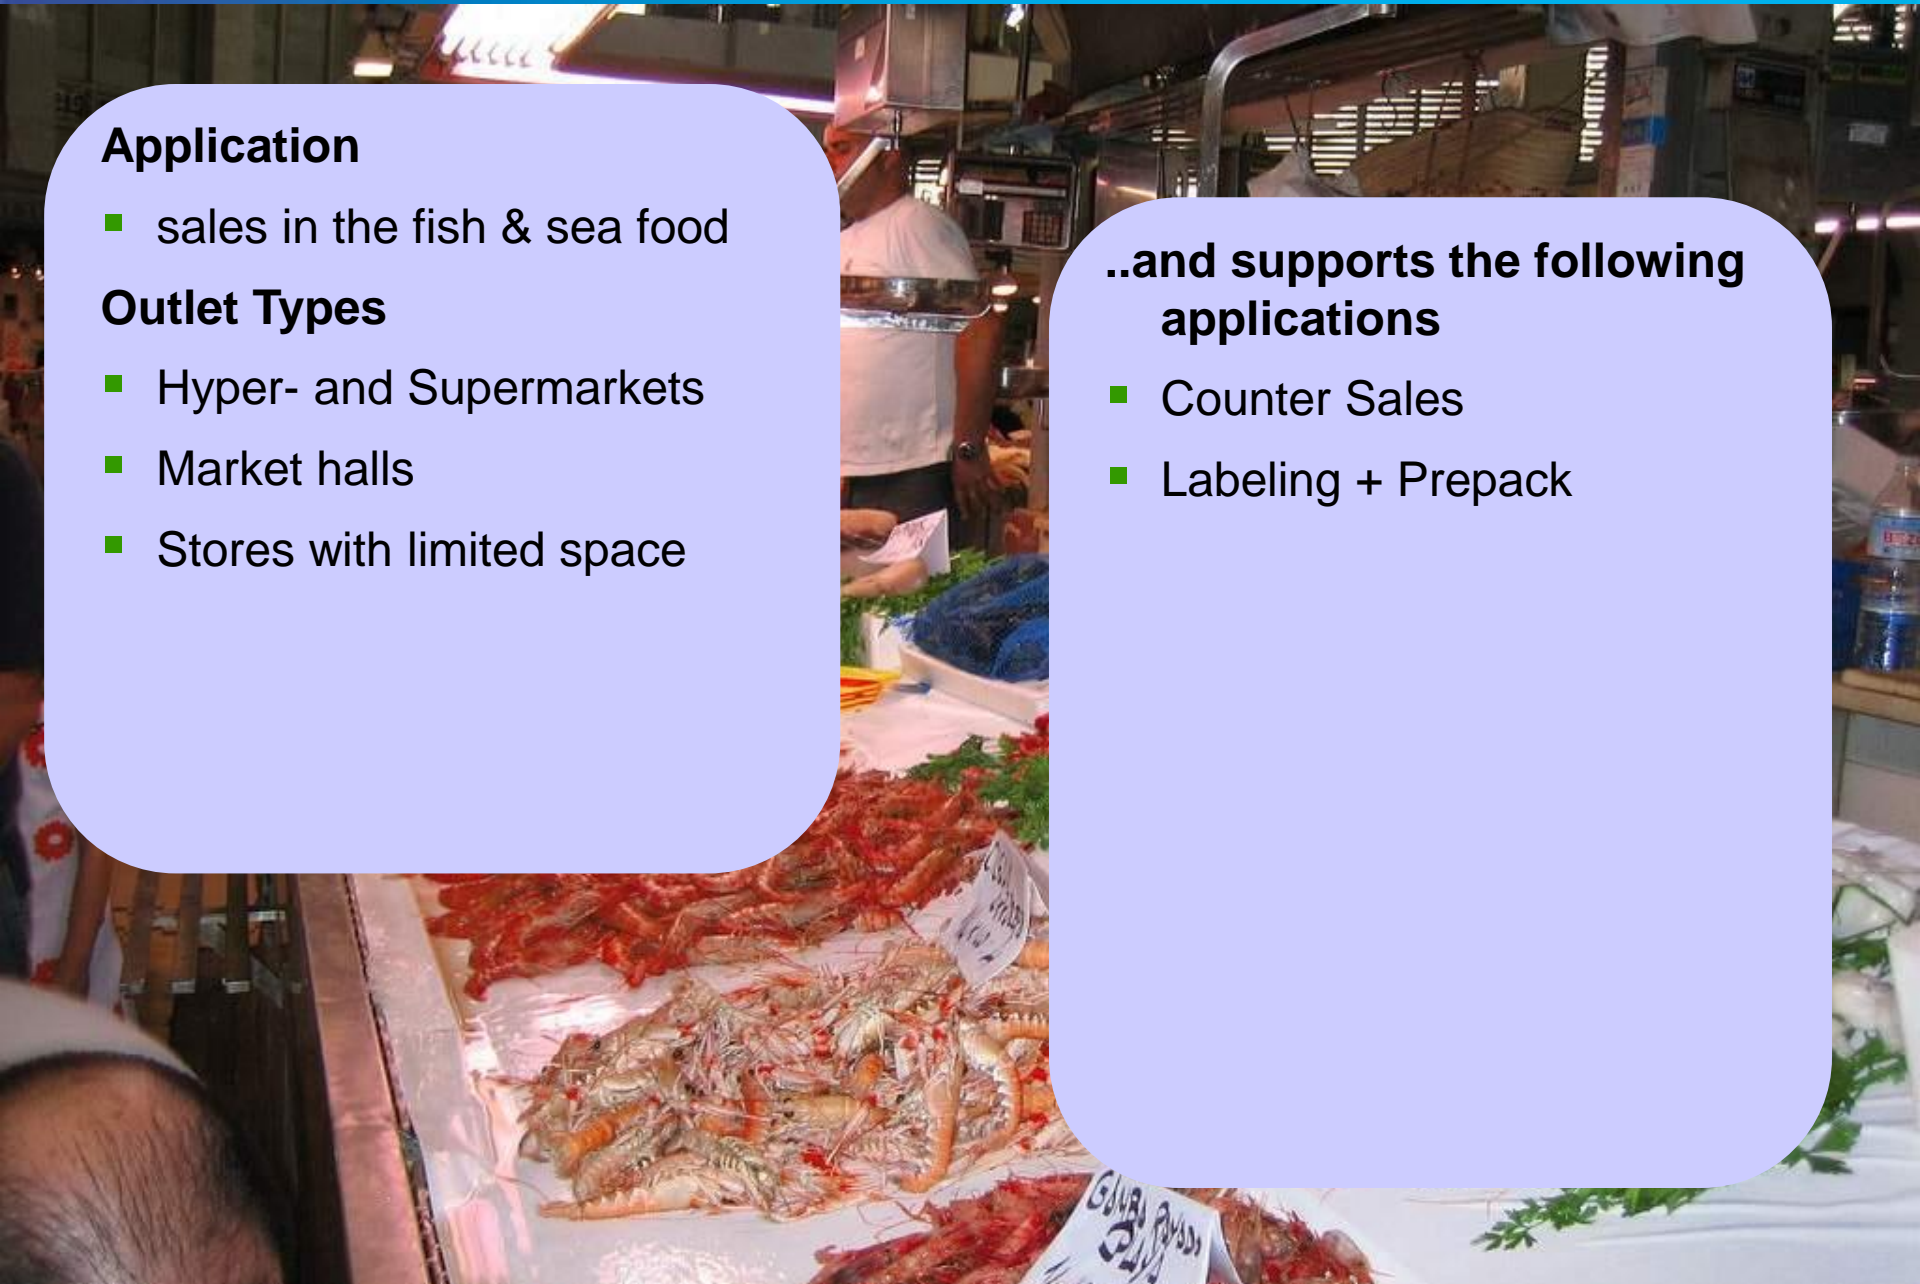 Application
sales in the fish & sea food
Outlet Types
Hyper- and Supermarkets
Market halls
Stores with limited space
..and supports the following
applications
Counter Sales
Labeling + Prepack